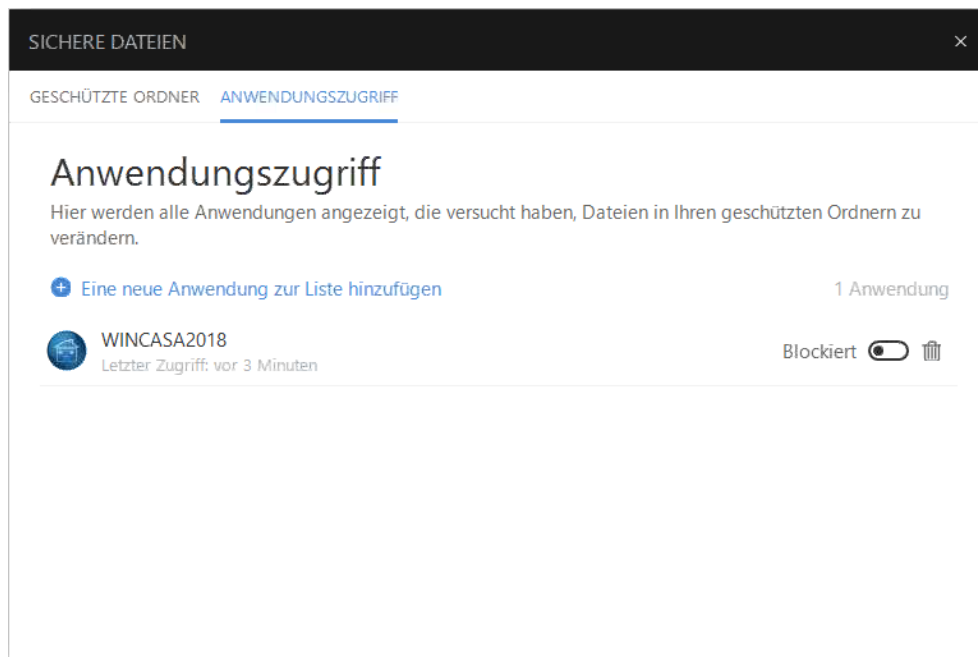 SICHERE DATEIEN
GESCHÜTZTE ORDNER ANWENDUNGSZUGRIFF
Anwendungszugriff
Hier werden alle Anwendungen angezeigt, die versucht haben, Dateien in Ihren geschützten Ordnern zu
verändern.
Eine neue Anwendung zur Liste hinzufügen 1 Anwendung
WINCASA2018
Letzter Zugriff: vor 3 Minuten
Blockiert